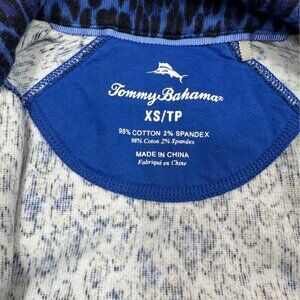 Tommy Bahama®
XS/TP
98% COTTON 2% SPANDEX
98% Coton 2% Spandex
MADE IN CHINA
Fabriqué en Chine